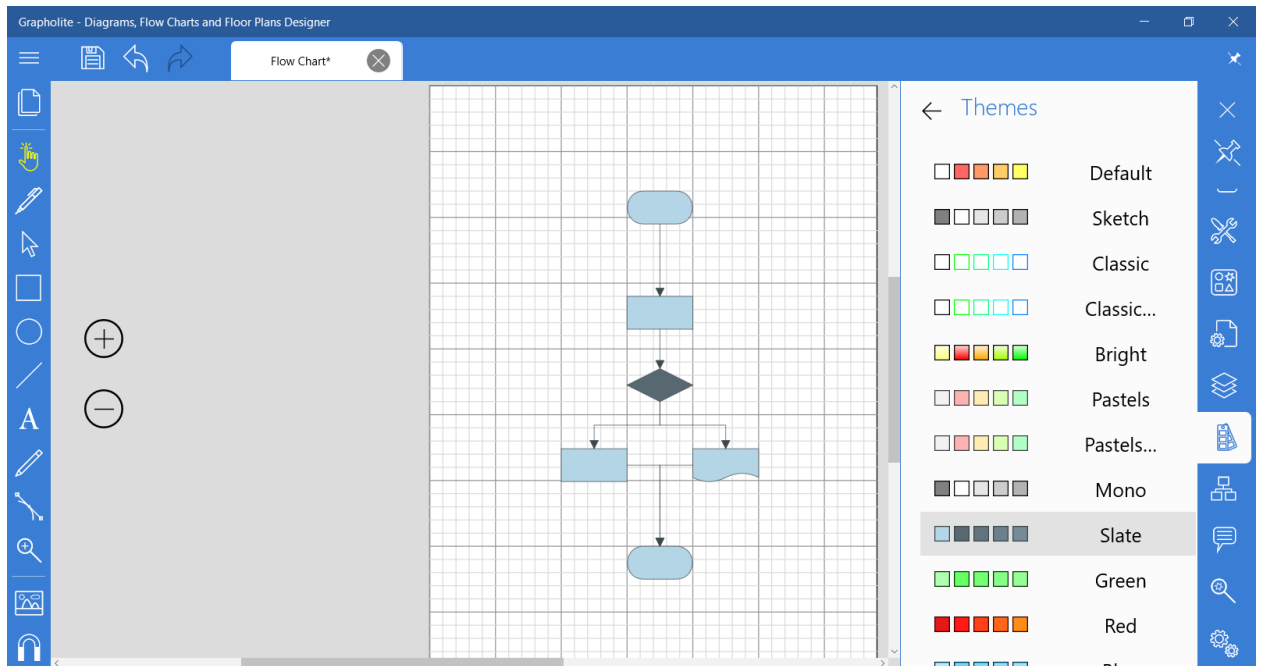 Grapholite - Diagrams, Flow Charts and Floor Plans Designer
Flow Chart*
Themes
Default
Sketch
Classic
Classic...
Bright
Pastels
Pastels...
Mono
Slate
Green
Red
A